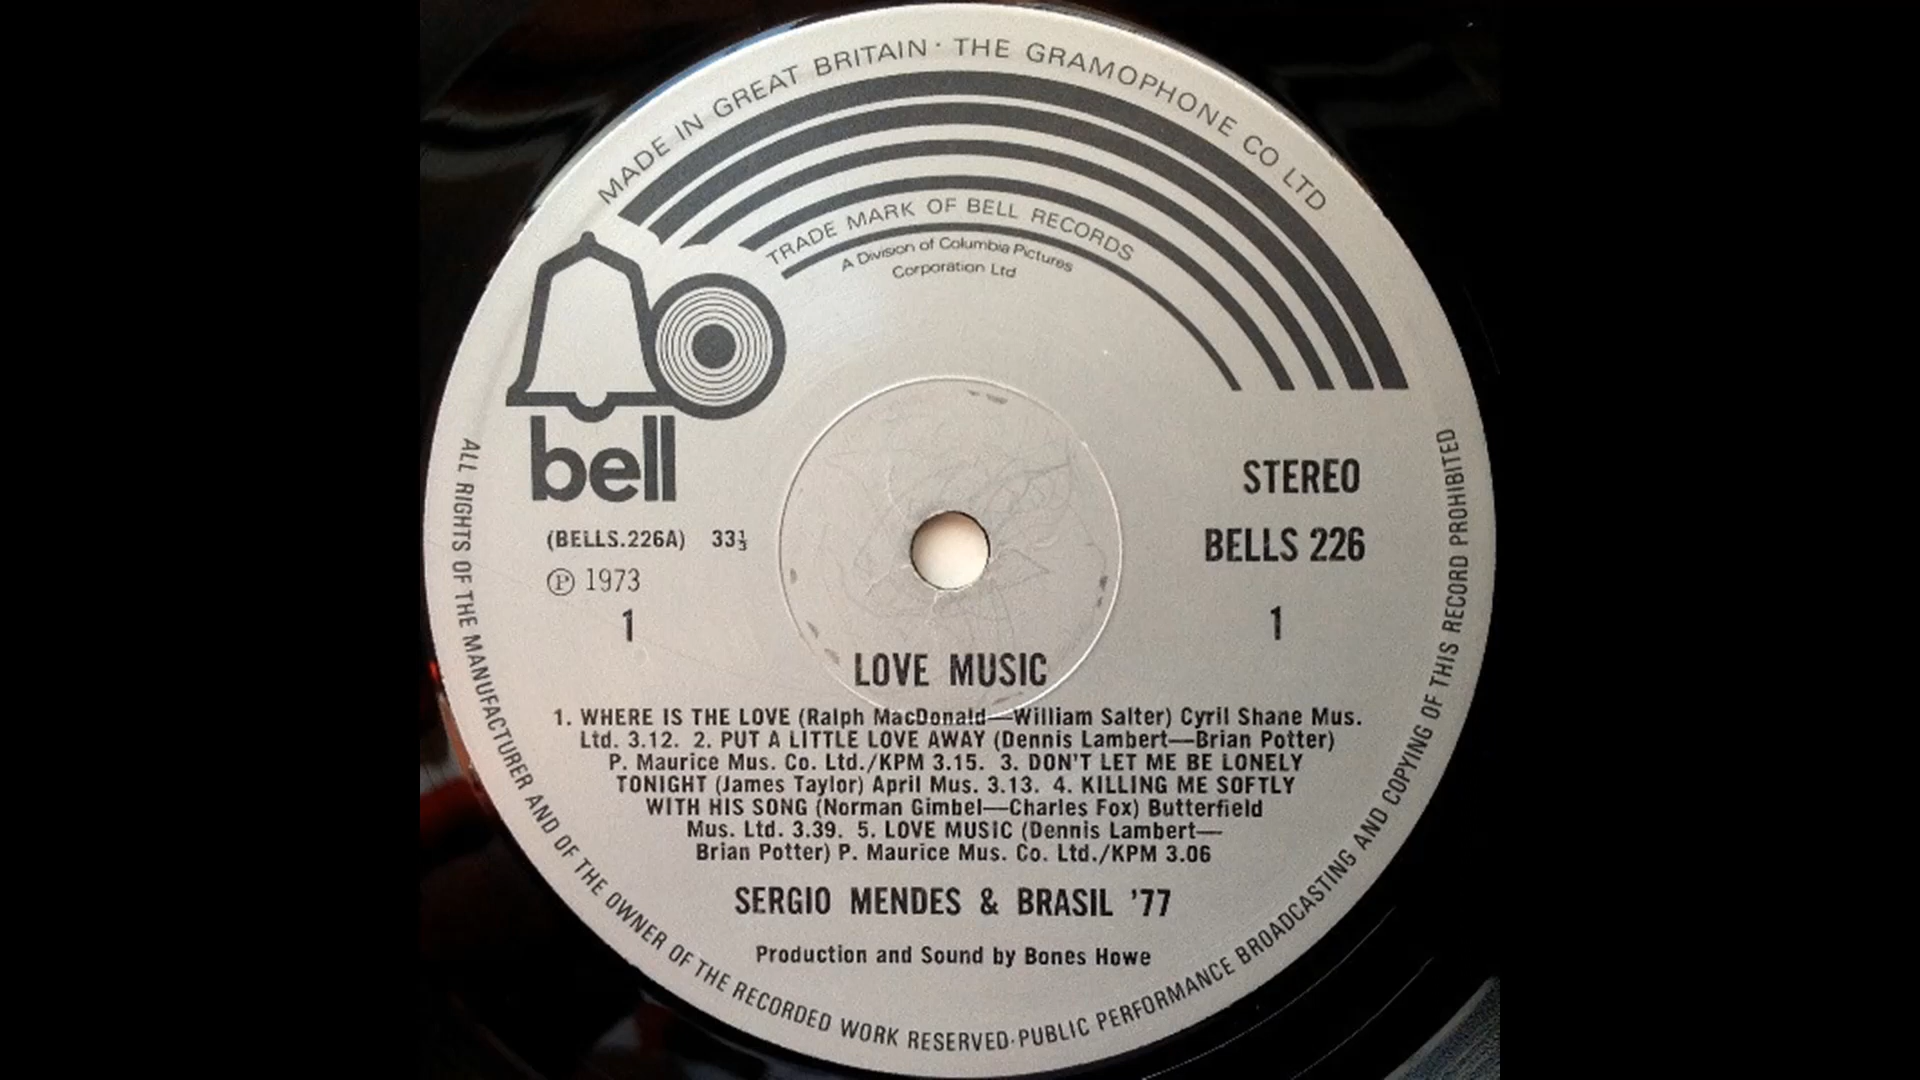 MADE IN GREAT BRITAIN · THE GRAMOPHONE CO LTD
TRADE MARK OF BELL RECORDS
A Division of Columbia Pictures
Corporation Ltd
bell
STEREO
(BELLS.226A) 33⅓
BELLS 226
Ⓟ 1973
1
1
LOVE MUSIC
1. WHERE IS THE LOVE (Ralph MacDonald—William Salter) Cyril Shane Mus.
Ltd. 3.12. 2. PUT A LITTLE LOVE AWAY (Dennis Lambert—Brian Potter)
P. Maurice Mus. Co. Ltd./KPM 3.15. 3. DON'T LET ME BE LONELY
TONIGHT (James Taylor) April Mus. 3.13. 4. KILLING ME SOFTLY
WITH HIS SONG (Norman Gimbel—Charles Fox) Butterfield
Mus. Ltd. 3.39. 5. LOVE MUSIC (Dennis Lambert—
Brian Potter) P. Maurice Mus. Co. Ltd./KPM 3.06
SERGIO MENDES & BRASIL '77
Production and Sound by Bones Howe
ALL RIGHTS OF THE MANUFACTURER AND OF THE OWNER OF THE RECORDED WORK RESERVED·PUBLIC PERFORMANCE BROADCASTING AND COPYING OF THIS RECORD PROHIBITED